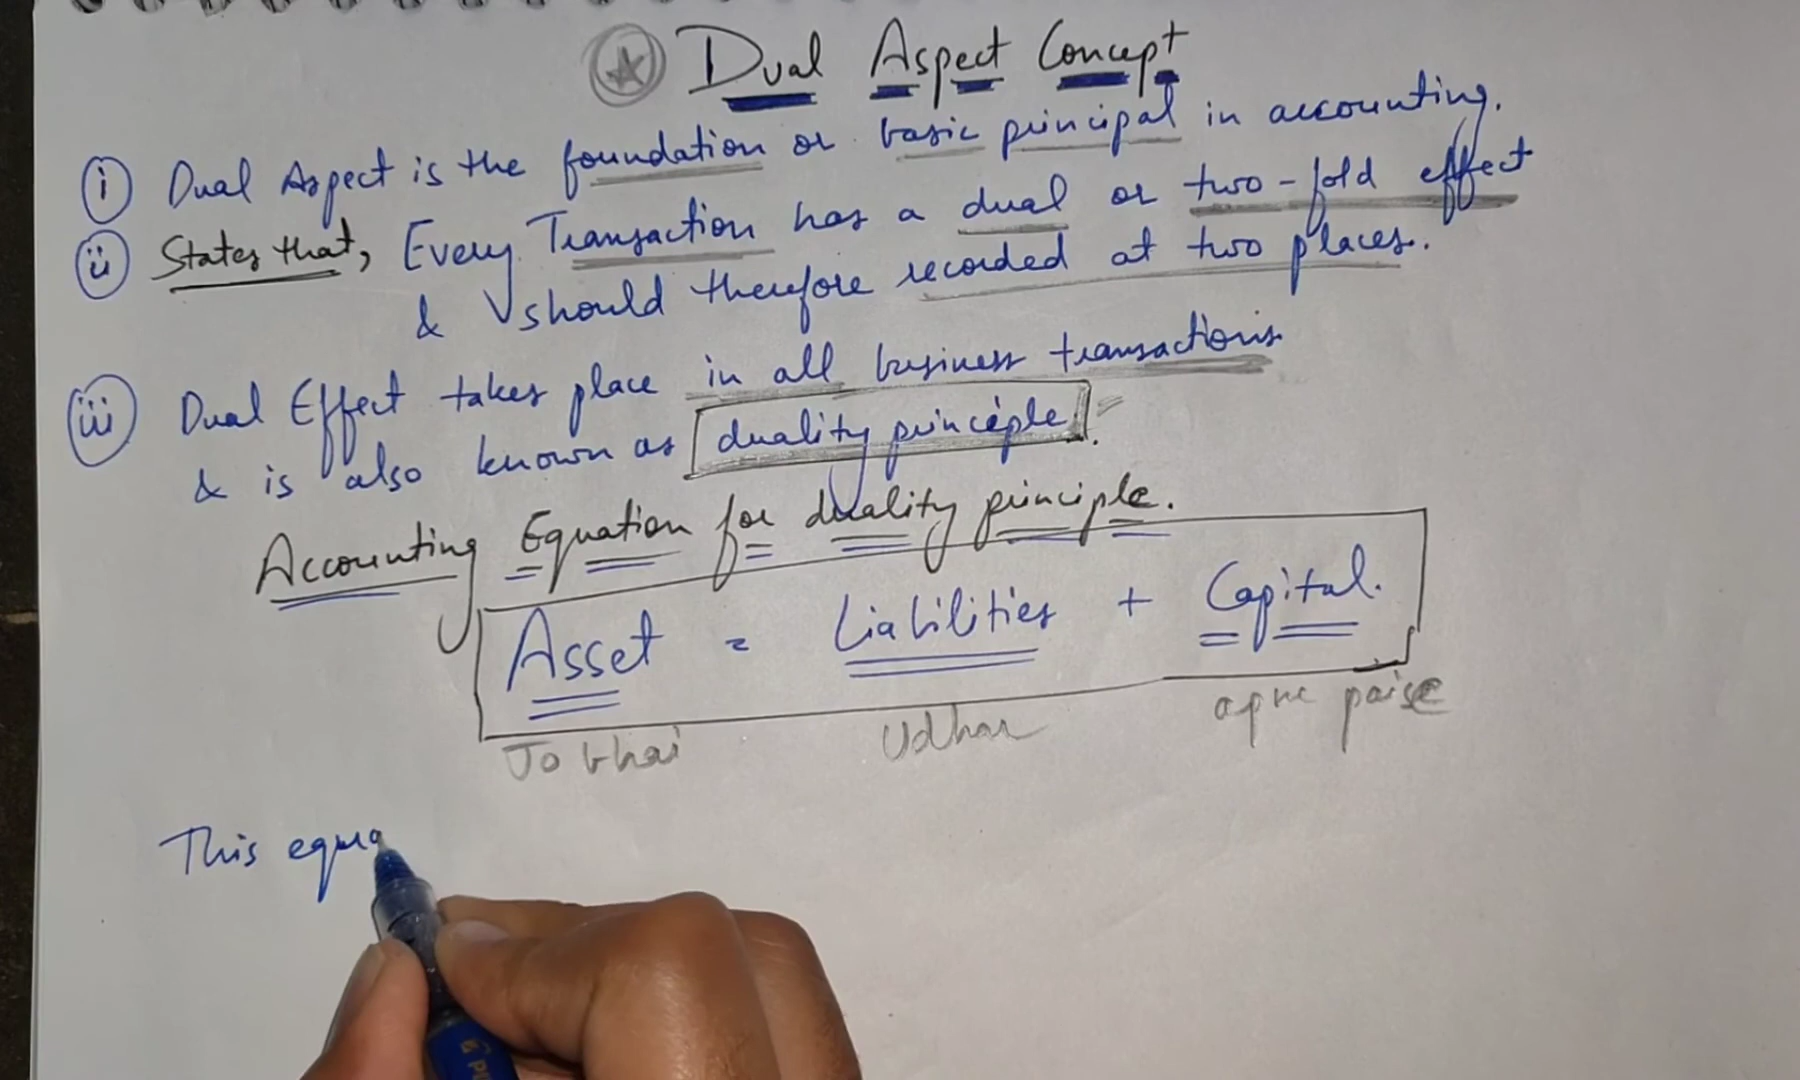 Dual Aspect Concept
i Dual Aspect is the foundation or basic principal in accounting.
ii States that, Every Transaction has a dual or two-fold effect
& should therefore recorded at two places.
iii Dual Effect takes place in all business transactions
& is also known as duality principle.
Accounting Equation for duality principle.
Asset = Liabilities + Capital.
Jo bhai Udhar apne paise
This equa